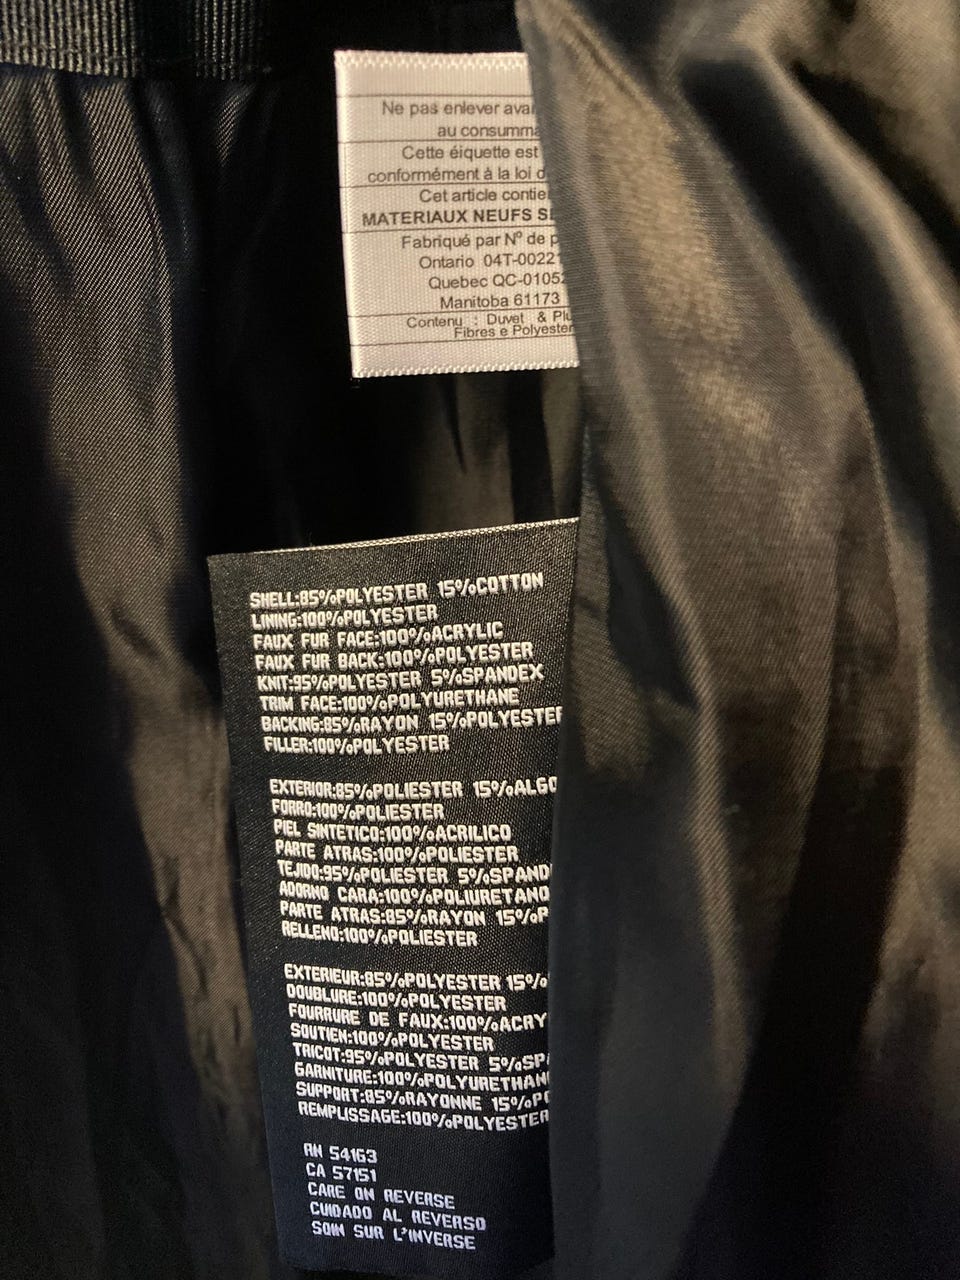 Ne pas enlever
au
Cette éiquette est
conformément à la loi
Cet article
MATERIAUX NEUFS
Fabriqué par Nº de
Ontario 04T-0022
Quebec QC-0105
Manitoba 61173
Contenu : Duvet &
Fibres e Polyester
SHELL:85%POLYESTER 15%COTTON
LINING:100%POLYESTER
FAUX FUR FACE:100%ACRYLIC
FAUX FUR BACK:100%POLYESTER
KNIT:95%POLYESTER 5%SPANDEX
TRIM FACE:100%POLYURETHANE
BACKING:85%RAYON 15%POLYESTER
FILLER:100%POLYESTER
EXTERIOR:85%POLIESTER 15%ALGO
FORRO:100%POLIESTER
PIEL SINTETICO:100%ACRILICO
PARTE ATRAS:100%POLIESTER
TEJIDO:95%POLIESTER 5%SPAND
ADORNO CARA:100%POLIURETANO
PARTE ATRAS:85%RAYON 15%P
RELLENO:100%POLIESTER
EXTERIEUR:85%POLYESTER 15%
DOUBLURE:100%POLYESTER
FOURRURE DE FAUX:100%ACRY
SOUTIEN:100%POLYESTER
TRICOT:95%POLYESTER 5%SP
GARNITURE:100%POLYURETHAN
SUPPORT:85%RAYONNE 15%PO
REMPLISSAGE:100%POLYESTER
RN 54163
CA 57151
CARE ON REVERSE
CUIDADO AL REVERSO
SOIN SUR L'INVERSE